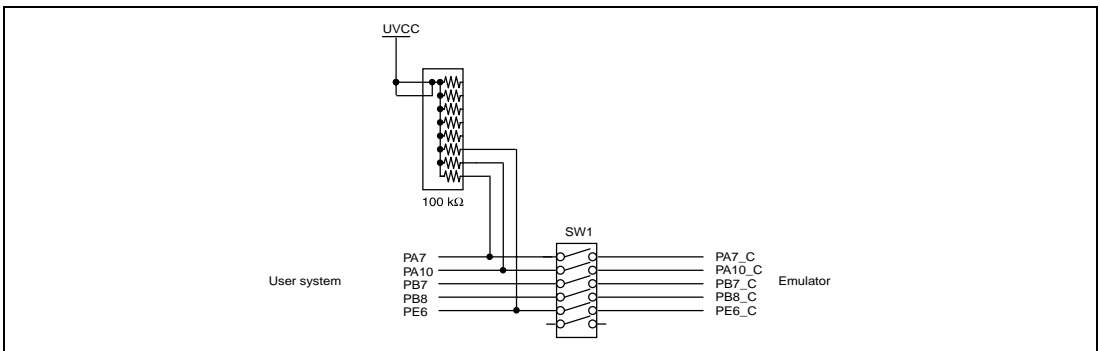 UVCC
100 kΩ
SW1
User system
PA7
PA10
PB7
PB8
PE6
PA7_C
PA10_C
PB7_C
PB8_C
PE6_C
Emulator